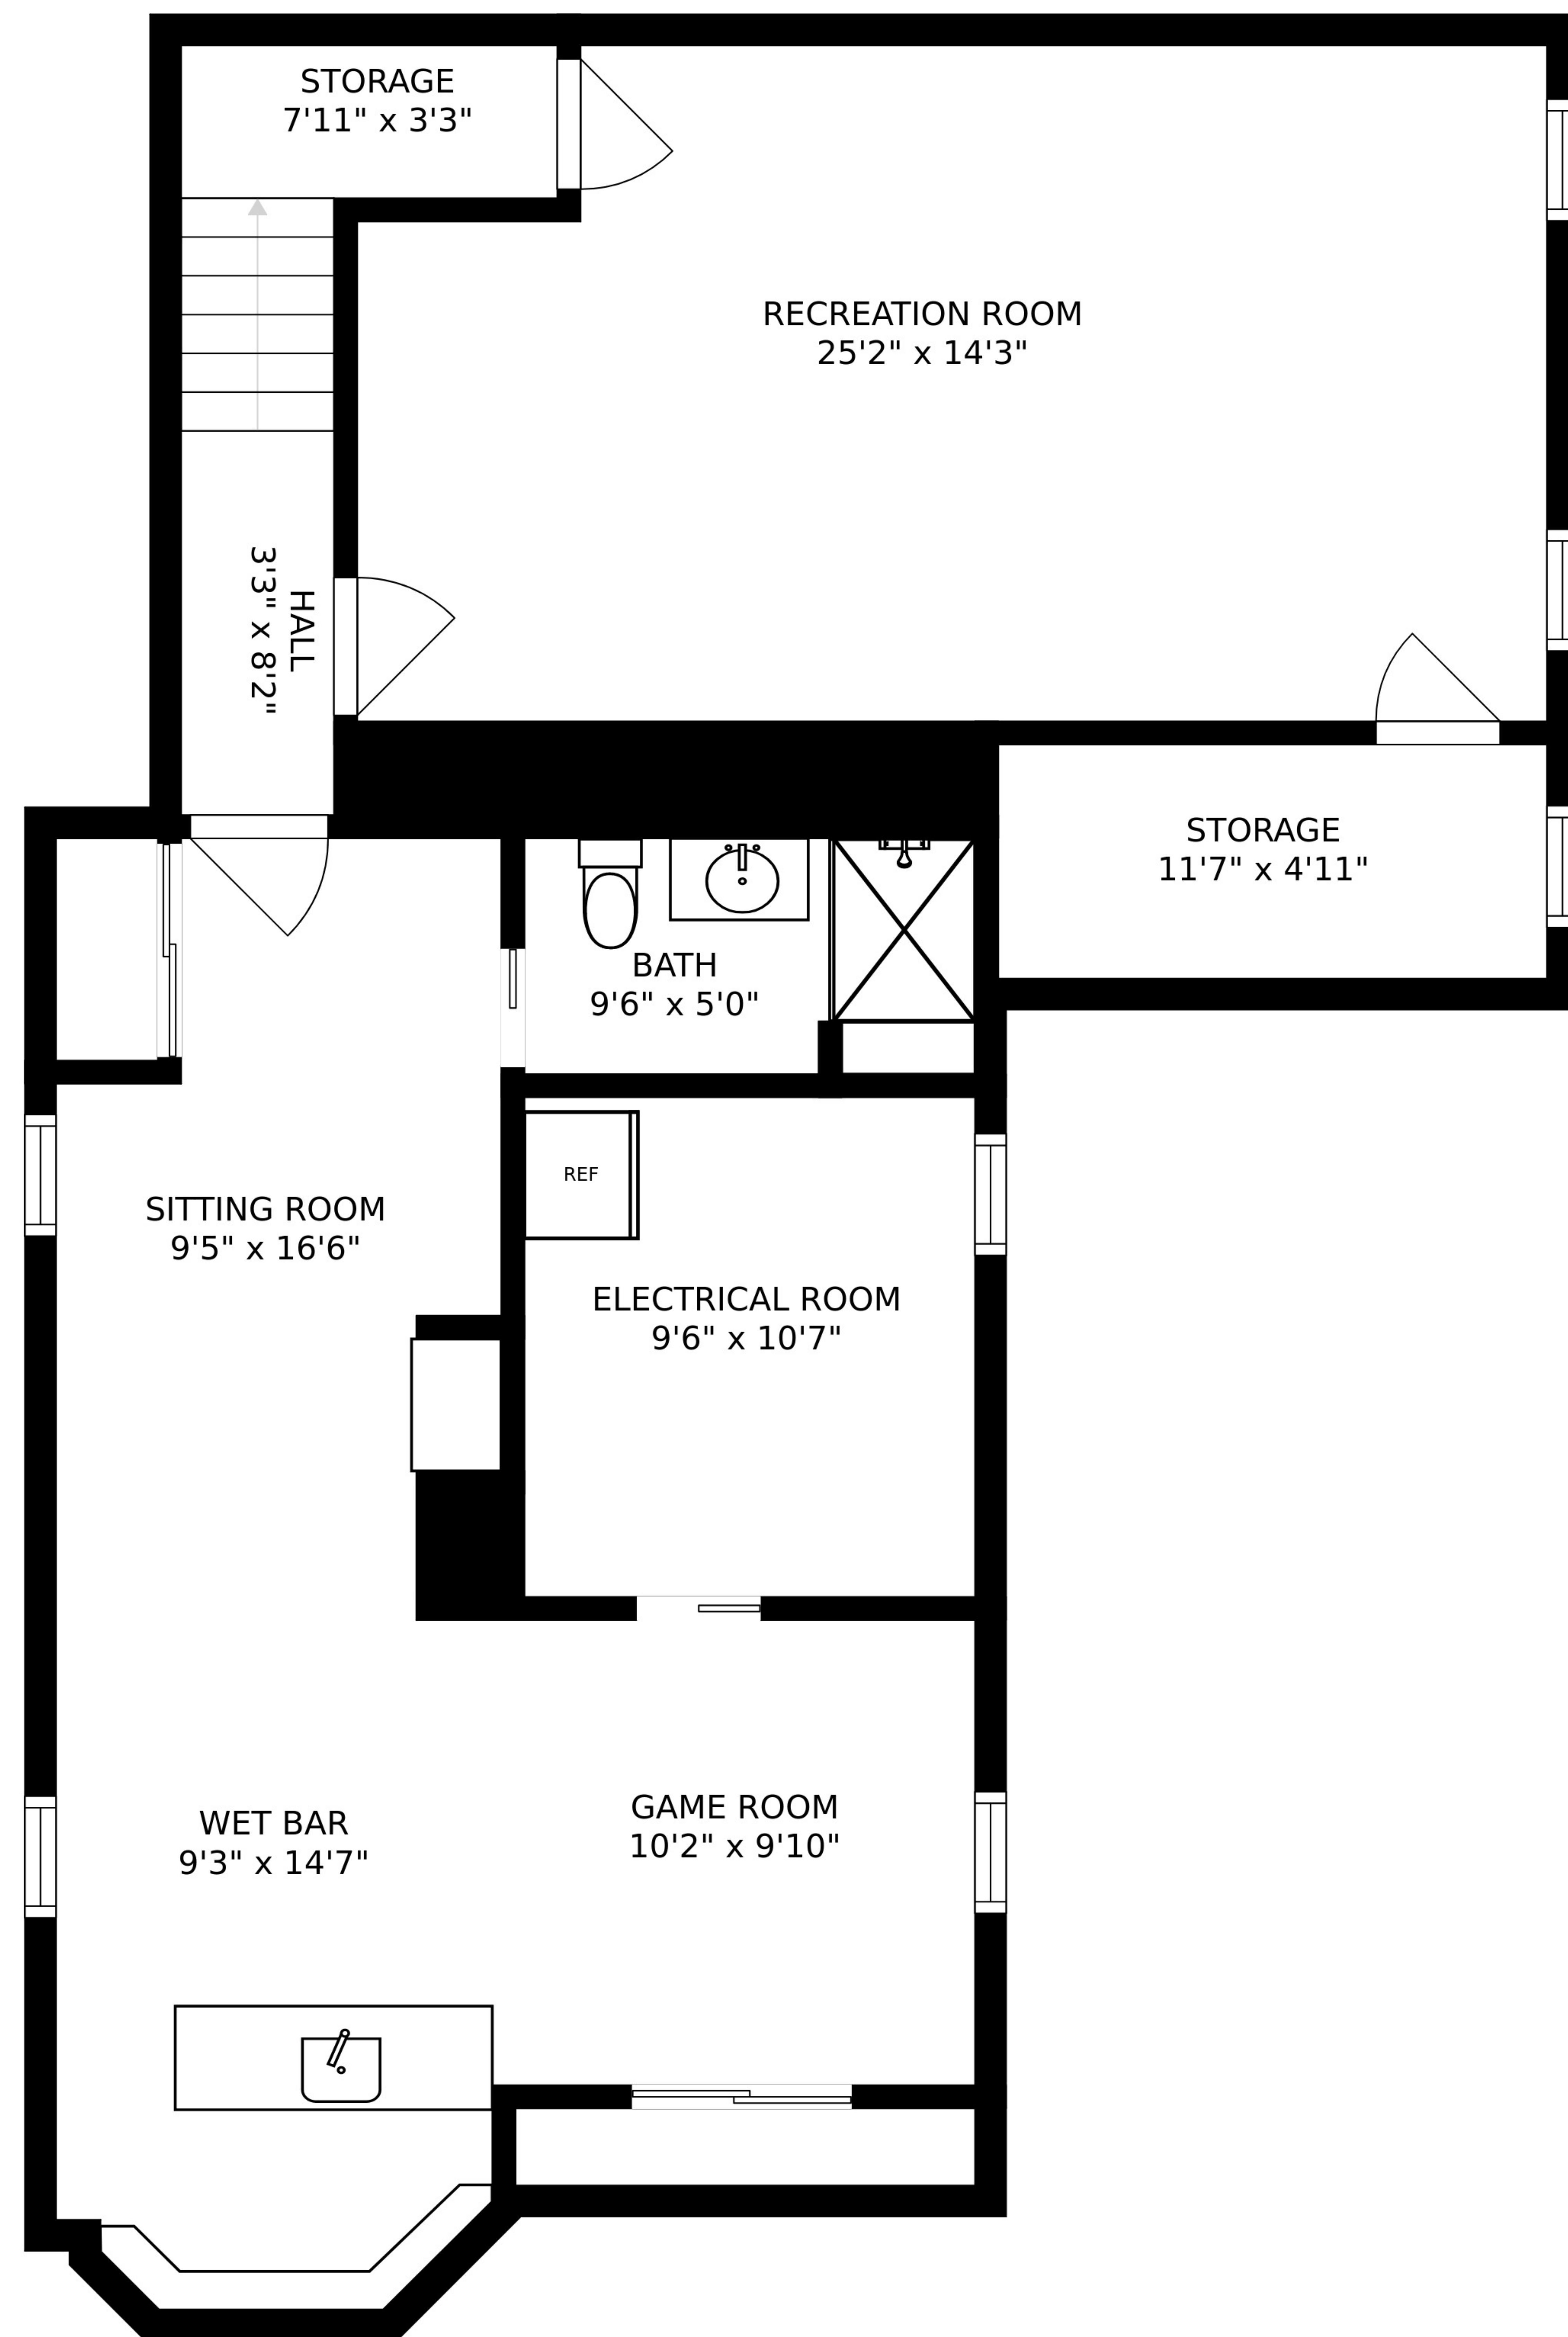 STORAGE
7'11" x 3'3"
RECREATION ROOM
25'2" x 14'3"
HALL
3'3" x 8'2"
STORAGE
11'7" x 4'11"
BATH
9'6" x 5'0"
REF
SITTING ROOM
9'5" x 16'6"
ELECTRICAL ROOM
9'6" x 10'7"
WET BAR
9'3" x 14'7"
GAME ROOM
10'2" x 9'10"